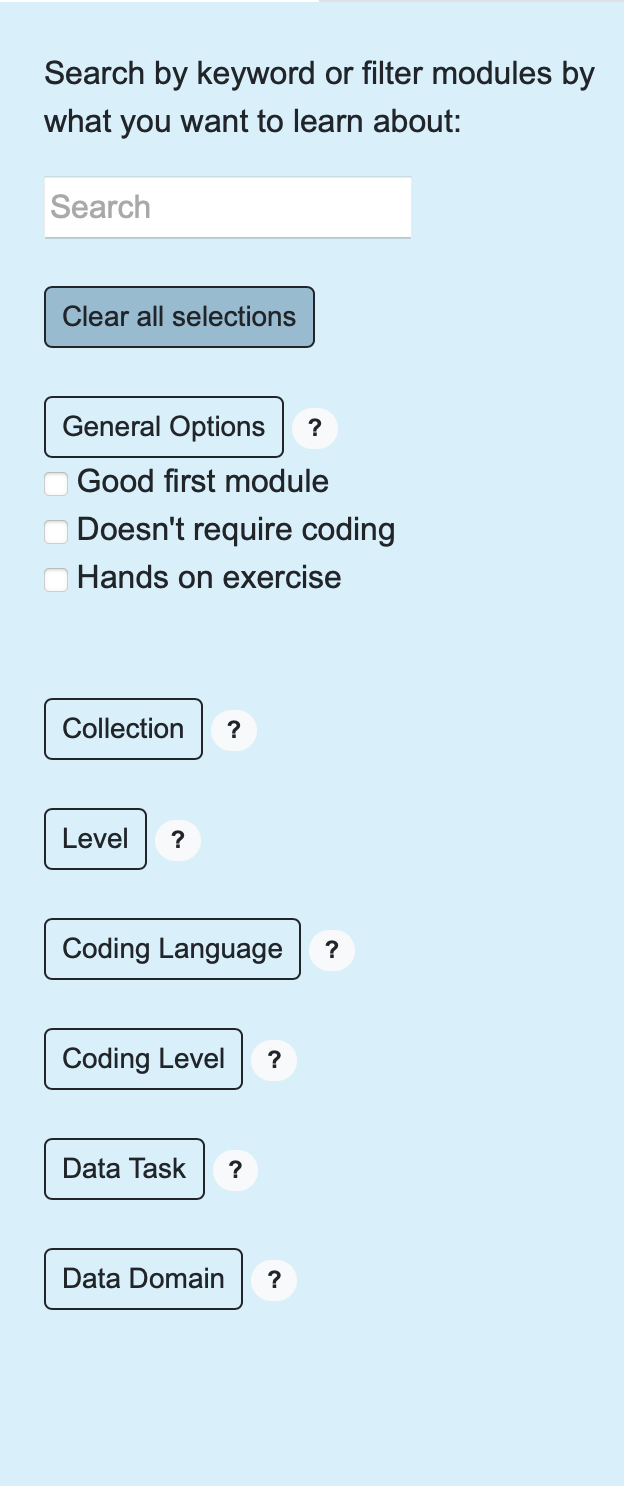 Search by keyword or filter modules by
what you want to learn about:
Search
Clear all selections
General Options ?
Good first module
Doesn't require coding
Hands on exercise
Collection ?
Level ?
Coding Language ?
Coding Level ?
Data Task ?
Data Domain ?